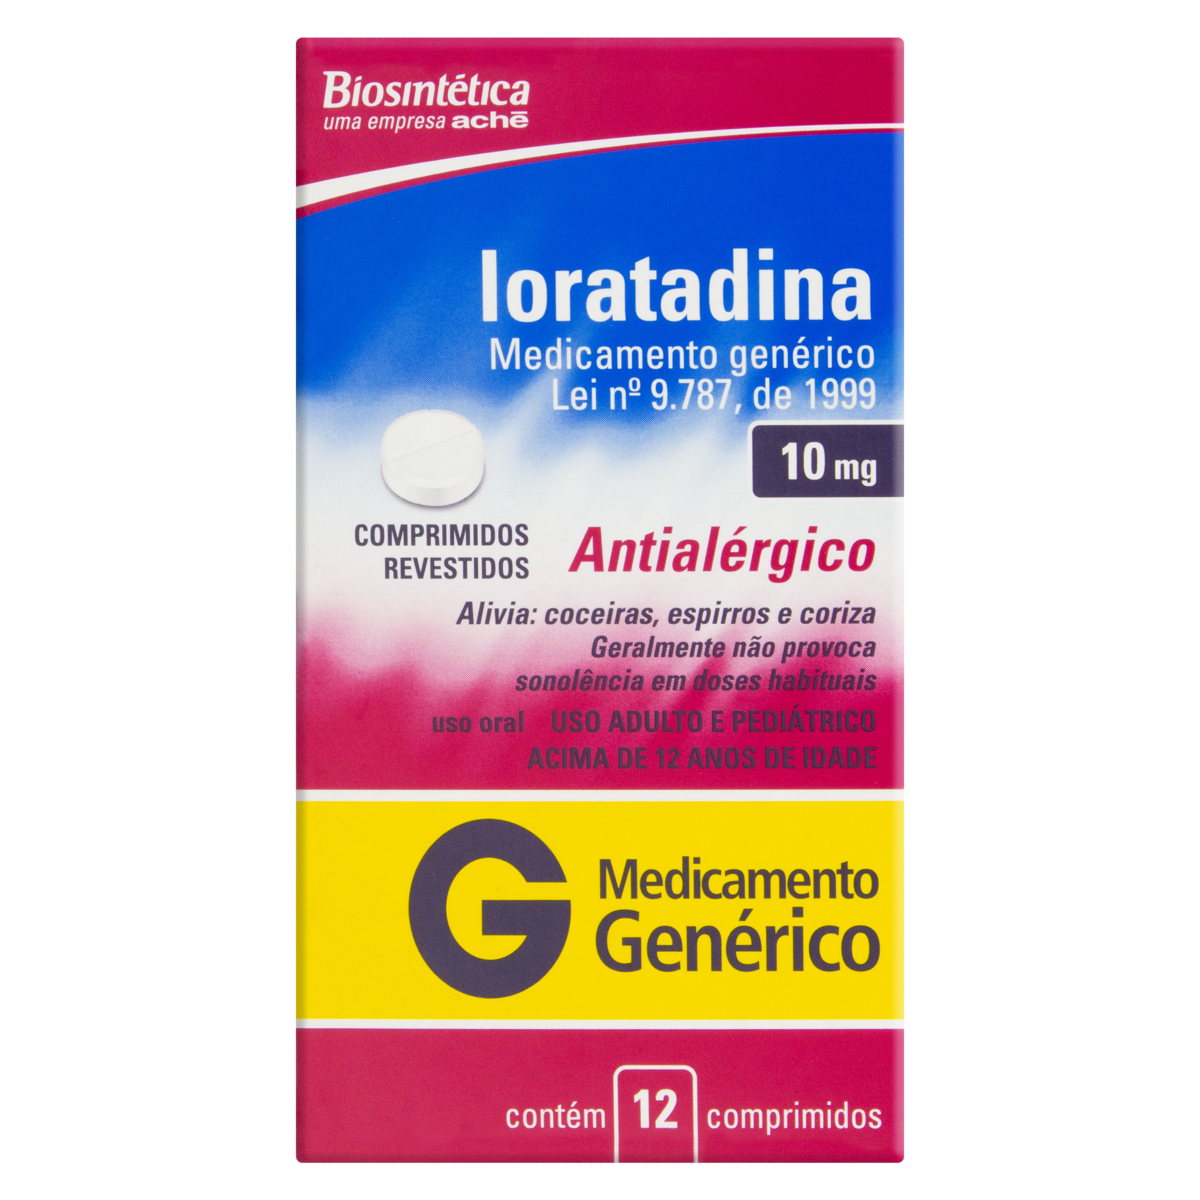 Biosintética
uma empresa achē
loratadina
Medicamento genérico
Lei nº 9.787, de 1999
10 mg
COMPRIMIDOS
REVESTIDOS
Antialérgico
Alivia: coceiras, espirros e coriza
Geralmente não provoca
sonolência em doses habituais
uso oral USO ADULTO E PEDIÁTRICO
ACIMA DE 12 ANOS DE IDADE
G
Medicamento
Genérico
contém 12 comprimidos